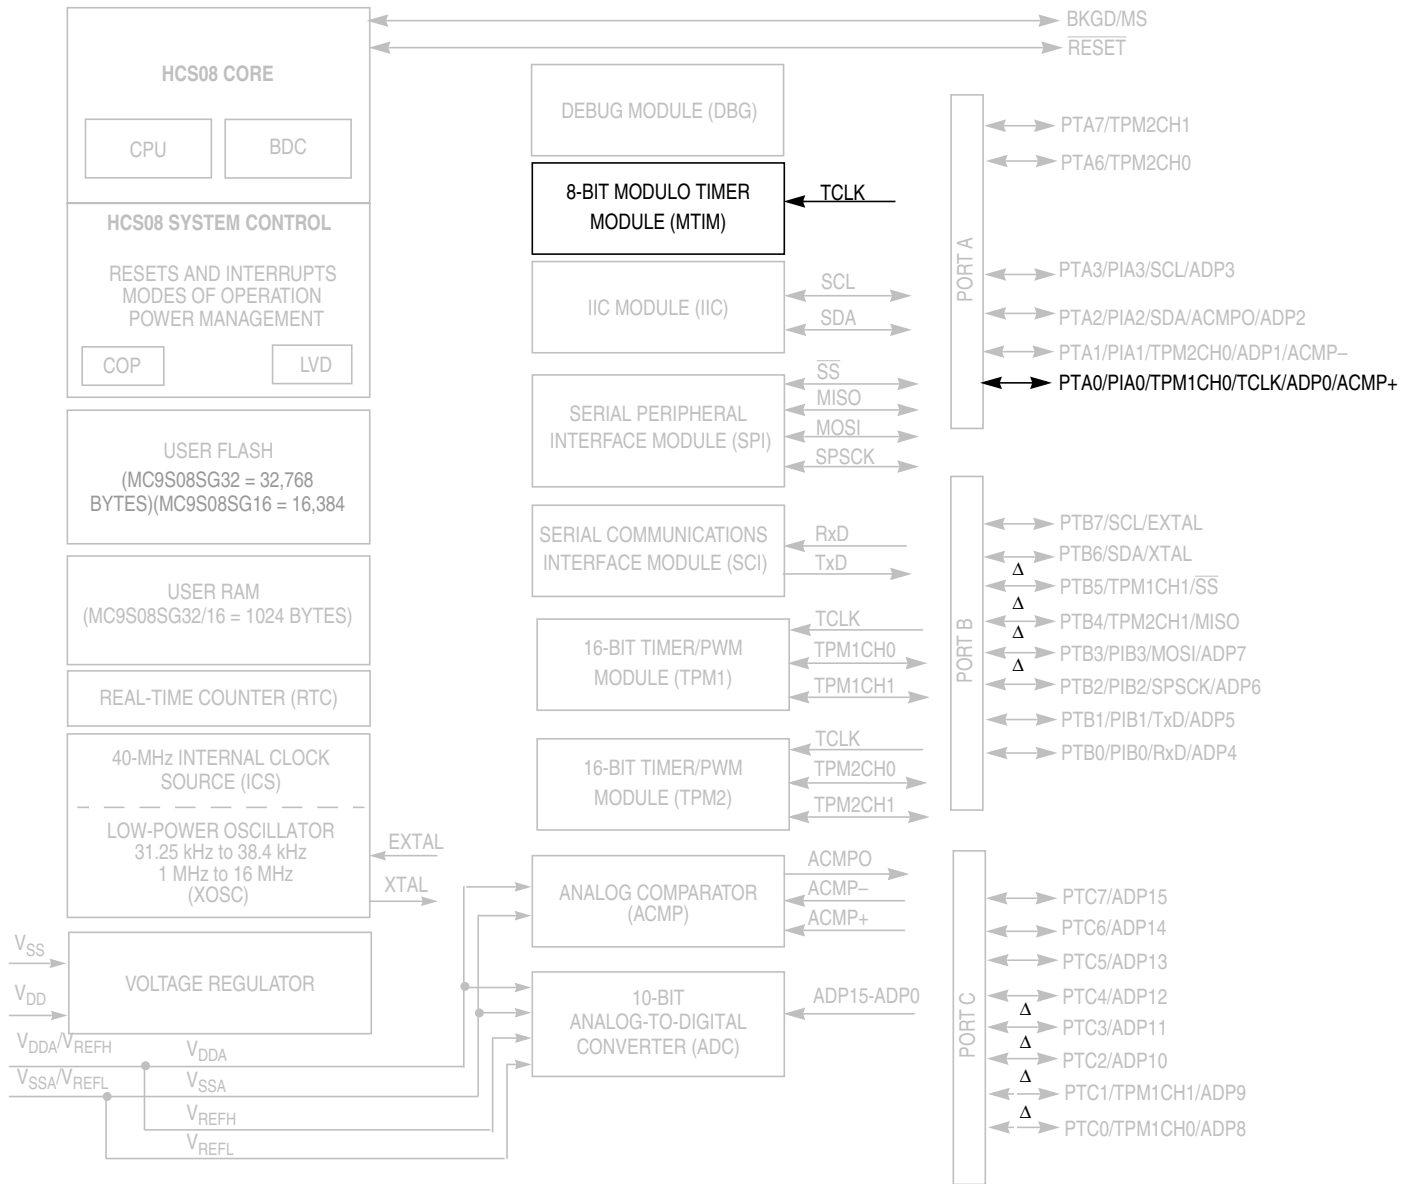 BKGD/MS
RESET
HCS08 CORE
CPU
BDC
HCS08 SYSTEM CONTROL
RESETS AND INTERRUPTS
MODES OF OPERATION
POWER MANAGEMENT
COP
LVD
USER FLASH
(MC9S08SG32 = 32,768
BYTES)(MC9S08SG16 = 16,384
USER RAM
(MC9S08SG32/16 = 1024 BYTES)
REAL-TIME COUNTER (RTC)
40-MHz INTERNAL CLOCK
SOURCE (ICS)
LOW-POWER OSCILLATOR
31.25 kHz to 38.4 kHz
1 MHz to 16 MHz
(XOSC)
EXTAL
XTAL
VSS
VDD
VOLTAGE REGULATOR
VDDA/VREFH
VSSA/VREFL
VDDA
VSSA
VREFH
VREFL
DEBUG MODULE (DBG)
8-BIT MODULO TIMER
MODULE (MTIM)
TCLK
IIC MODULE (IIC)
SCL
SDA
SERIAL PERIPHERAL
INTERFACE MODULE (SPI)
SS
MISO
MOSI
SPSCK
SERIAL COMMUNICATIONS
INTERFACE MODULE (SCI)
RxD
TxD
16-BIT TIMER/PWM
MODULE (TPM1)
TCLK
TPM1CH0
TPM1CH1
16-BIT TIMER/PWM
MODULE (TPM2)
TCLK
TPM2CH0
TPM2CH1
ANALOG COMPARATOR
(ACMP)
ACMPO
ACMP–
ACMP+
10-BIT
ANALOG-TO-DIGITAL
CONVERTER (ADC)
ADP15-ADP0
PORT A
PTA7/TPM2CH1
PTA6/TPM2CH0
PTA3/PIA3/SCL/ADP3
PTA2/PIA2/SDA/ACMPO/ADP2
PTA1/PIA1/TPM2CH0/ADP1/ACMP–
PTA0/PIA0/TPM1CH0/TCLK/ADP0/ACMP+
PORT B
PTB7/SCL/EXTAL
PTB6/SDA/XTAL
Δ
PTB5/TPM1CH1/SS
Δ
PTB4/TPM2CH1/MISO
Δ
PTB3/PIB3/MOSI/ADP7
Δ
PTB2/PIB2/SPSCK/ADP6
PTB1/PIB1/TxD/ADP5
PTB0/PIB0/RxD/ADP4
PORT C
PTC7/ADP15
PTC6/ADP14
PTC5/ADP13
PTC4/ADP12
Δ
PTC3/ADP11
Δ
PTC2/ADP10
Δ
PTC1/TPM1CH1/ADP9
Δ
PTC0/TPM1CH0/ADP8